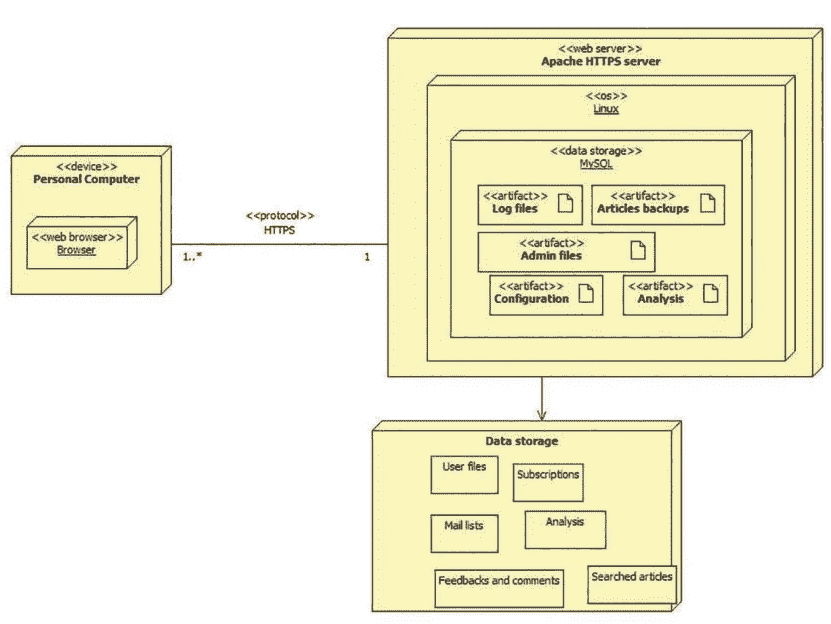 <<web server>>
Apache HTTPS server
<<os>>
Linux
<<data storage>>
MySQL
<<artifact>>
Log files
<<artifact>>
Articles backups
<<artifact>>
Admin files
<<artifact>>
Configuration
<<artifact>>
Analysis
<<device>>
Personal Computer
<<web browser>>
Browser
<<protocol>>
HTTPS
1..*
1
Data storage
User files
Subscriptions
Mail lists
Analysis
Feedbacks and comments
Searched articles